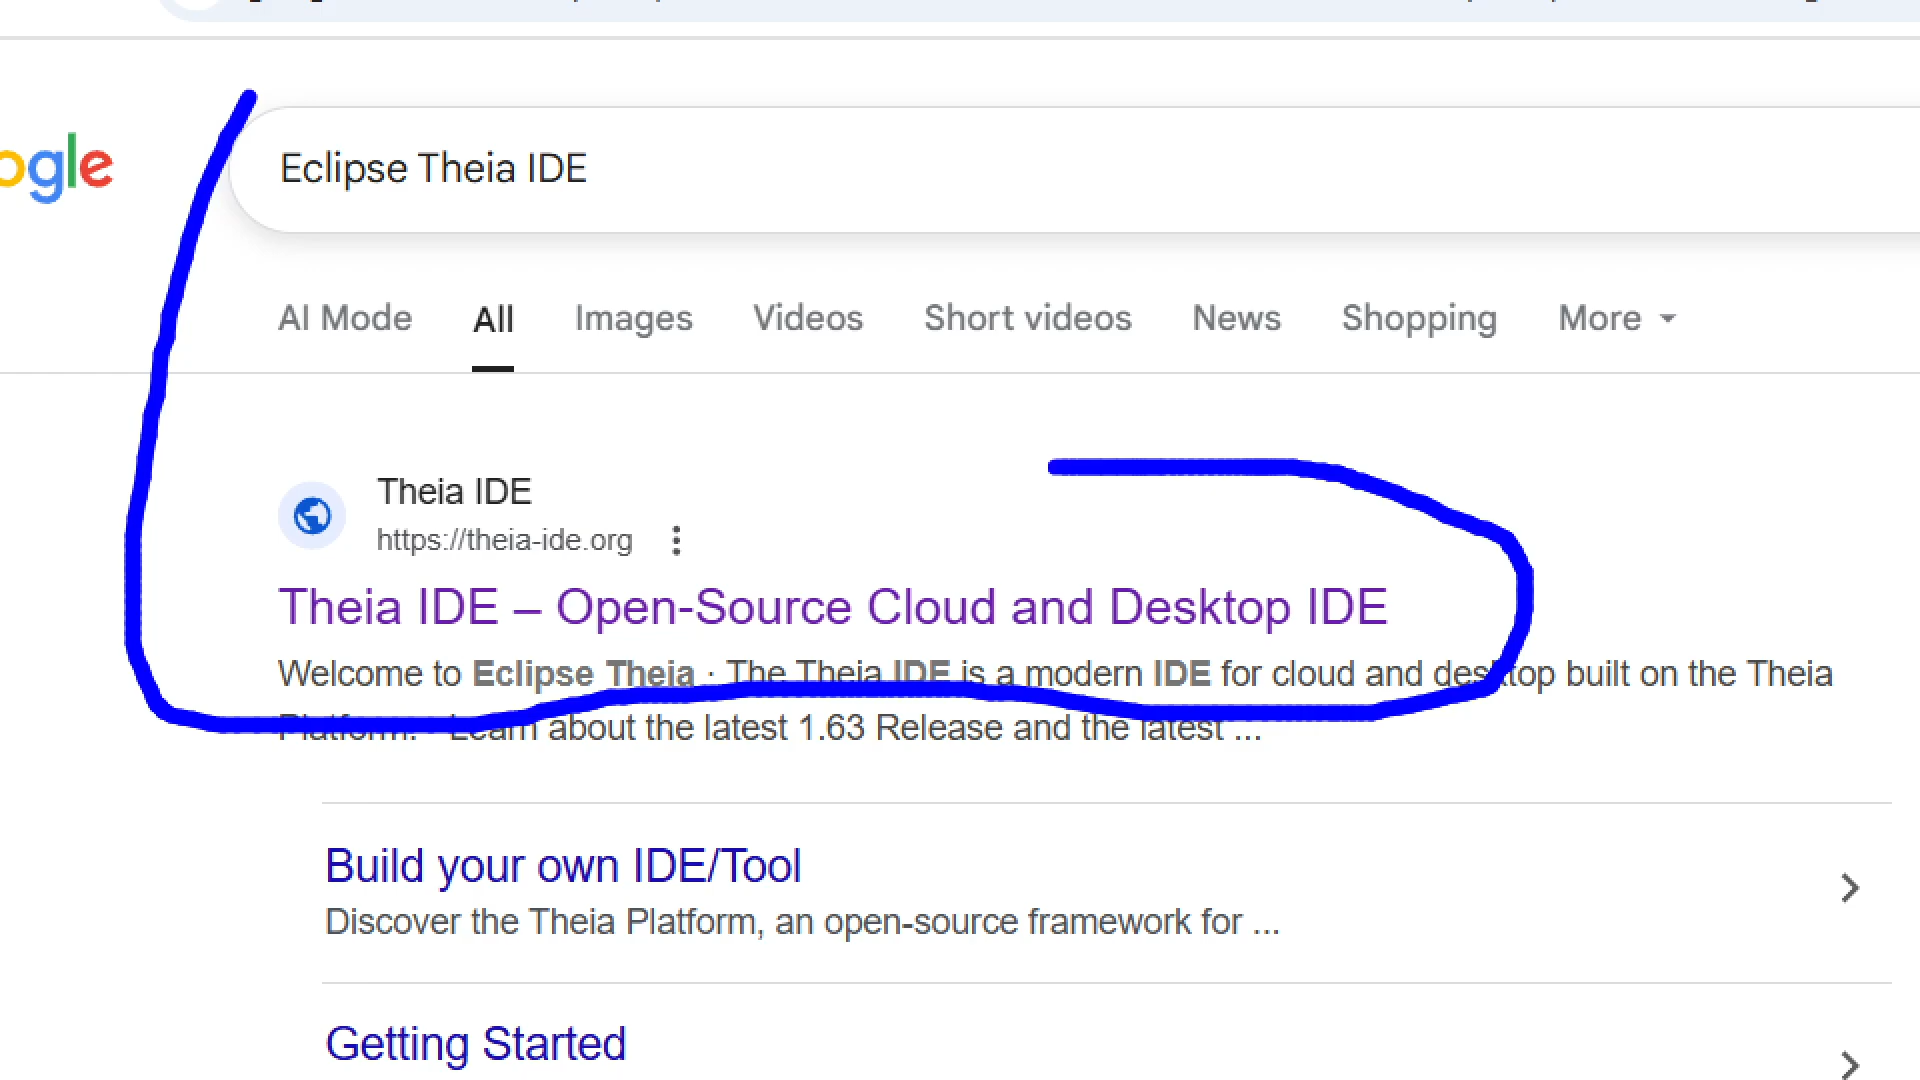 ogle
Eclipse Theia IDE
AI Mode All Images Videos Short videos News Shopping More
Theia IDE
https://theia-ide.org
Theia IDE – Open-Source Cloud and Desktop IDE
Welcome to Eclipse Theia · The Theia IDE is a modern IDE for cloud and desktop built on the Theia
Platform. · Learn about the latest 1.63 Release and the latest ...
Build your own IDE/Tool
Discover the Theia Platform, an open-source framework for ...
Getting Started